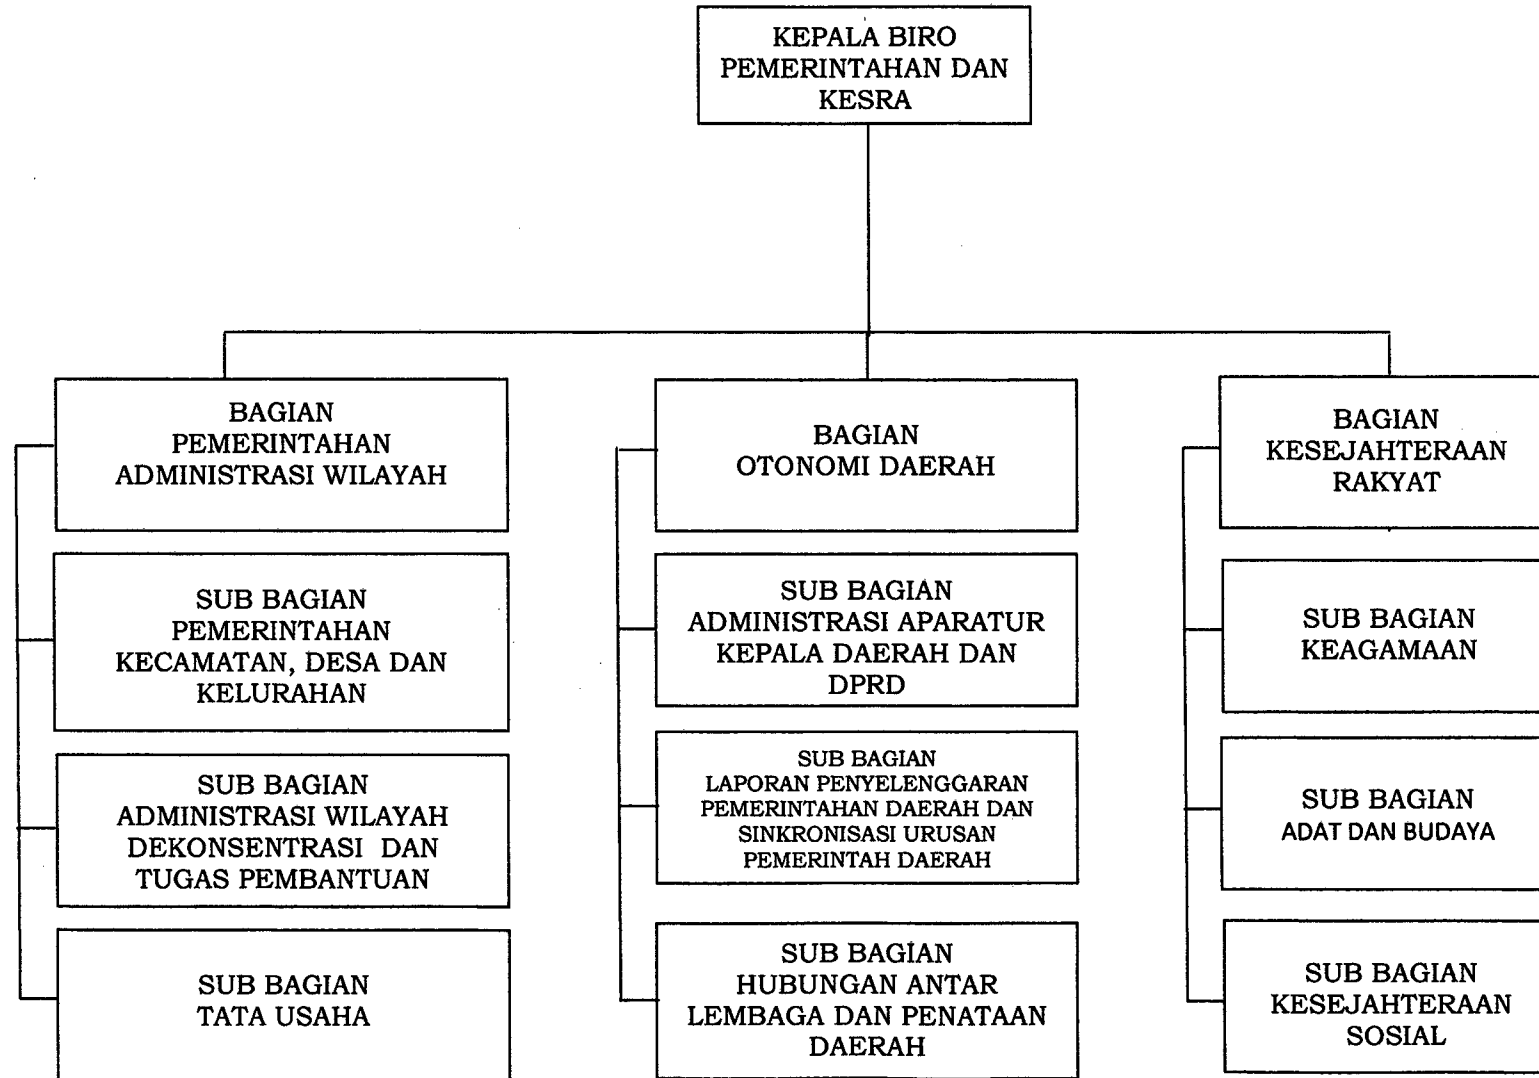 KEPALA BIRO
PEMERINTAHAN DAN
KESRA
BAGIAN
PEMERINTAHAN
ADMINISTRASI WILAYAH
SUB BAGIAN
PEMERINTAHAN
KECAMATAN, DESA DAN
KELURAHAN
SUB BAGIAN
ADMINISTRASI WILAYAH
DEKONSENTRASI DAN
TUGAS PEMBANTUAN
SUB BAGIAN
TATA USAHA
BAGIAN
OTONOMI DAERAH
SUB BAGIAN
ADMINISTRASI APARATUR
KEPALA DAERAH DAN
DPRD
SUB BAGIAN
LAPORAN PENYELENGGARAN
PEMERINTAHAN DAERAH DAN
SINKRONISASI URUSAN
PEMERINTAH DAERAH
SUB BAGIAN
HUBUNGAN ANTAR
LEMBAGA DAN PENATAAN
DAERAH
BAGIAN
KESEJAHTERAAN
RAKYAT
SUB BAGIAN
KEAGAMAAN
SUB BAGIAN
ADAT DAN BUDAYA
SUB BAGIAN
KESEJAHTERAAN
SOSIAL